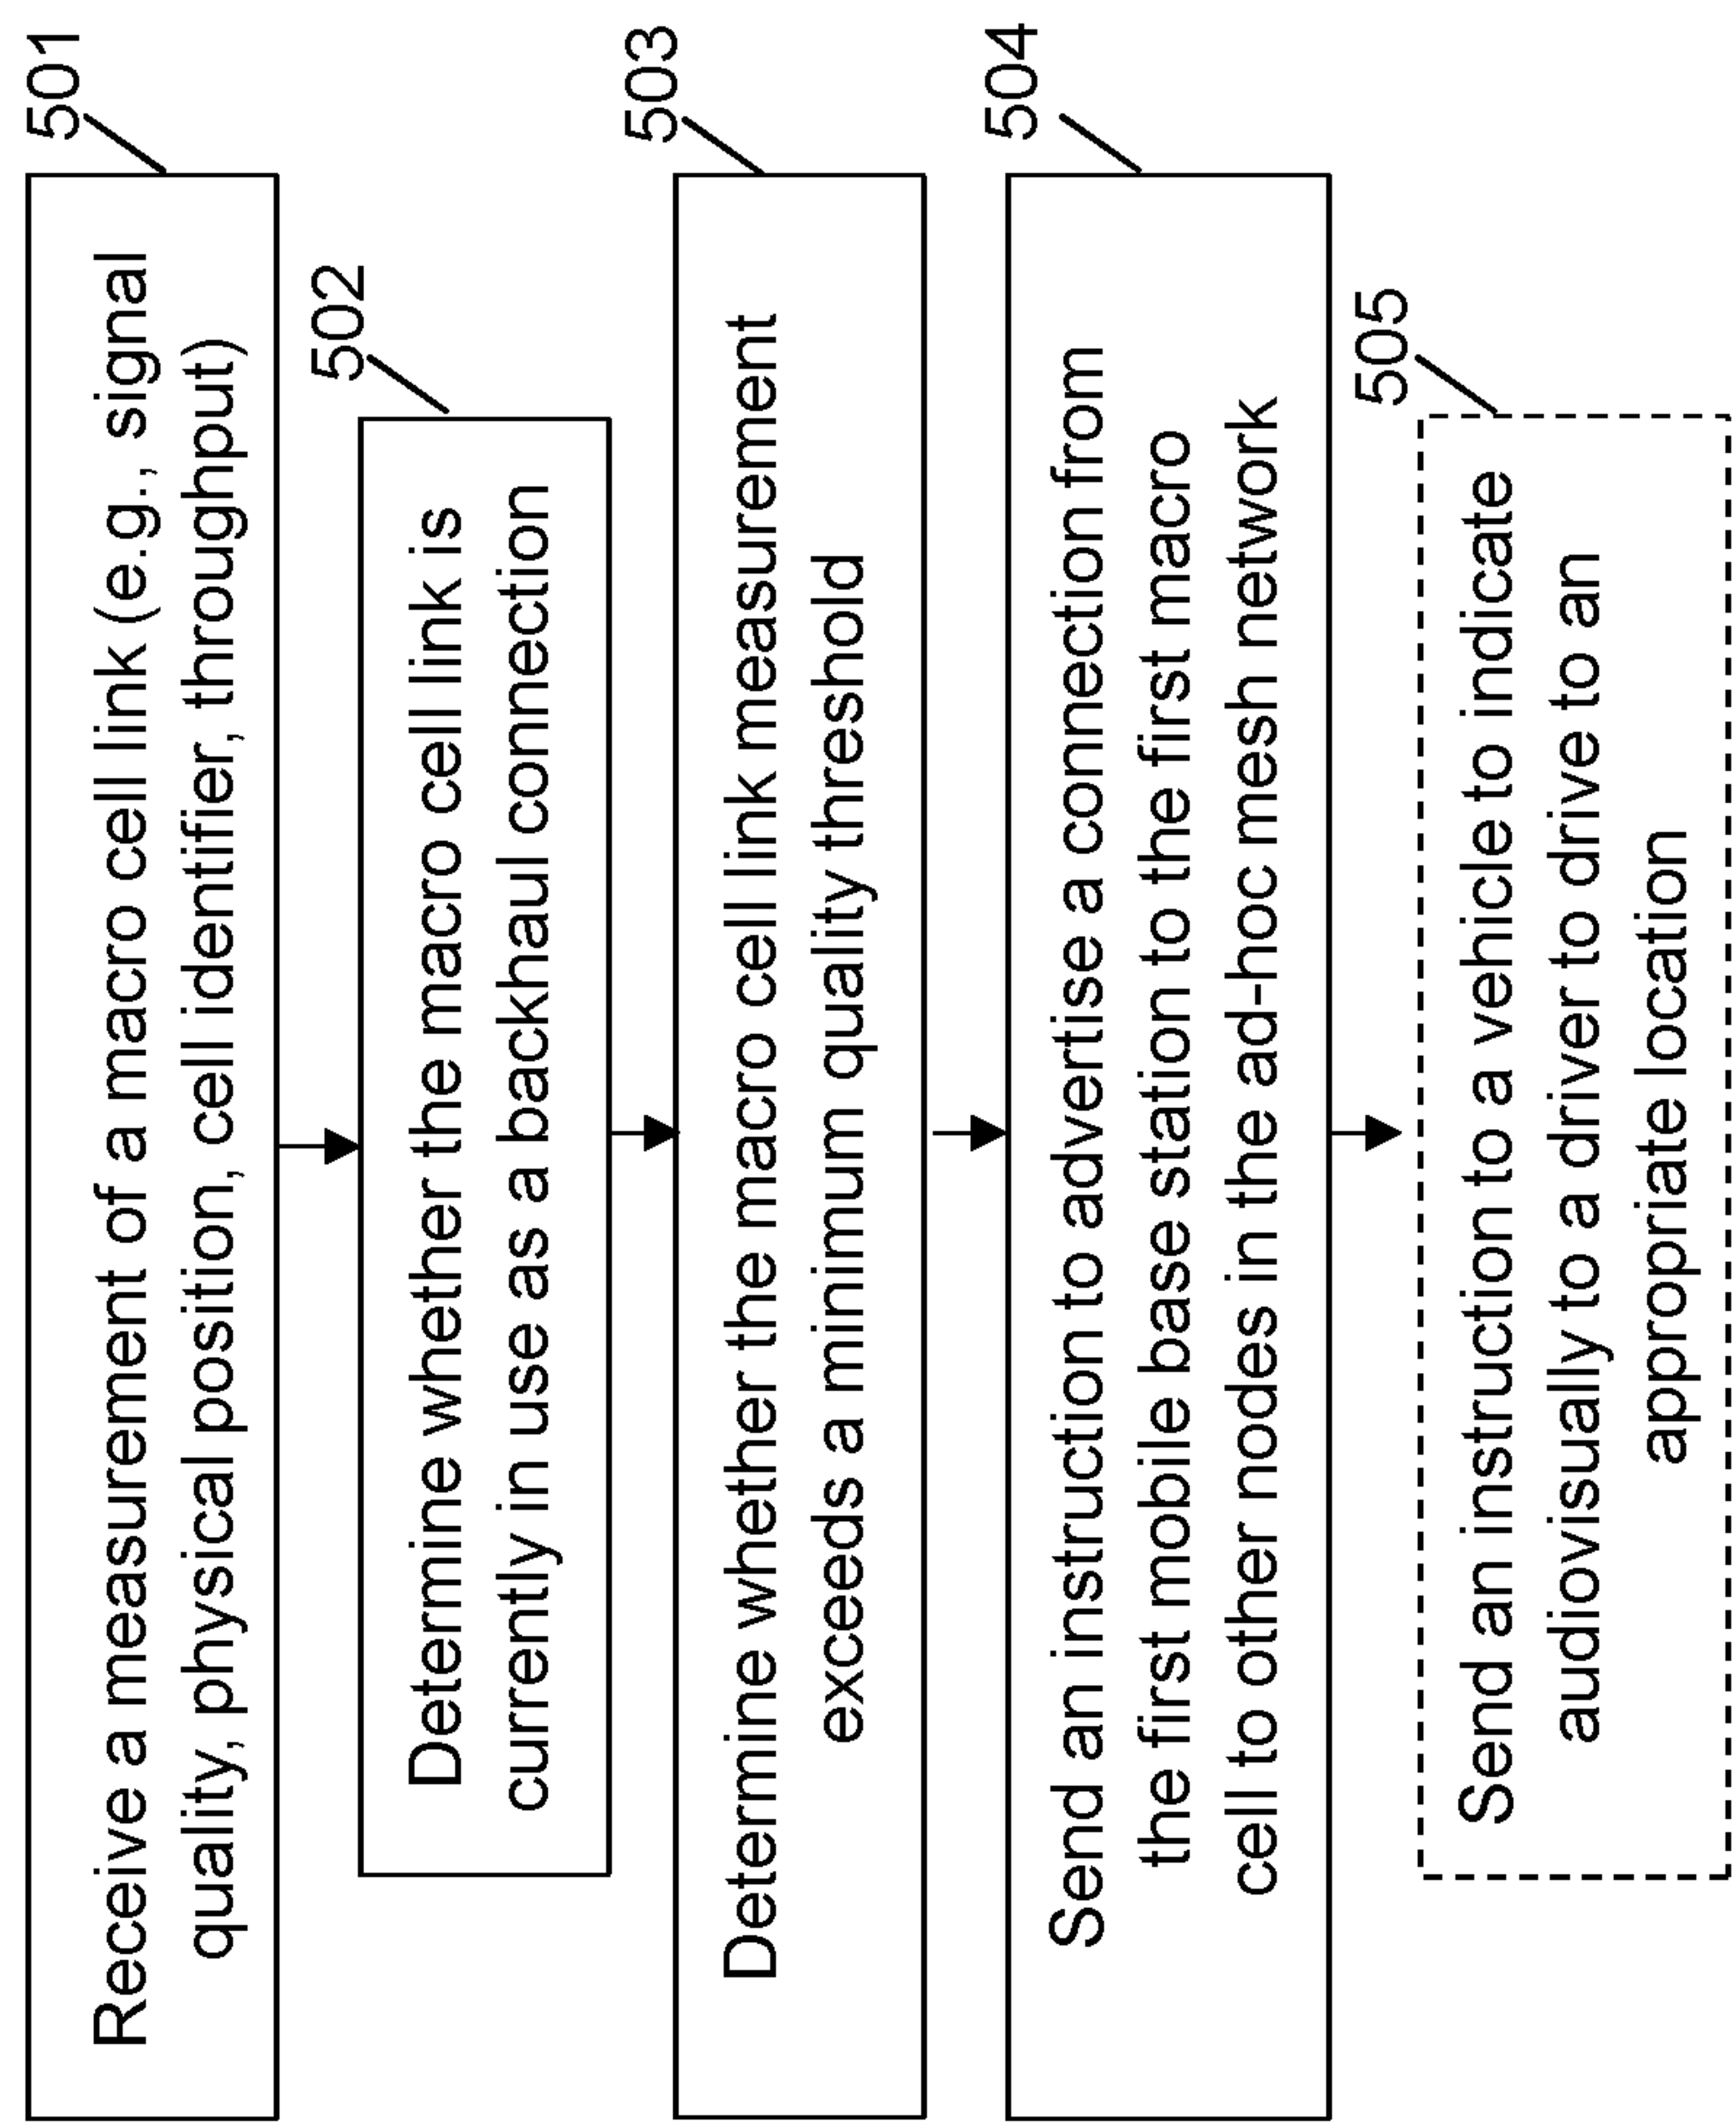 501
Receive a measurement of a macro cell link (e.g., signal
quality, physical position, cell identifier, throughput)
502
Determine whether the macro cell link is
currently in use as a backhaul connection
503
Determine whether the macro cell link measurement
exceeds a minimum quality threshold
504
Send an instruction to advertise a connection from
the first mobile base station to the first macro
cell to other nodes in the ad-hoc mesh network
505
Send an instruction to a vehicle to indicate
audiovisually to a driver to drive to an
appropriate location